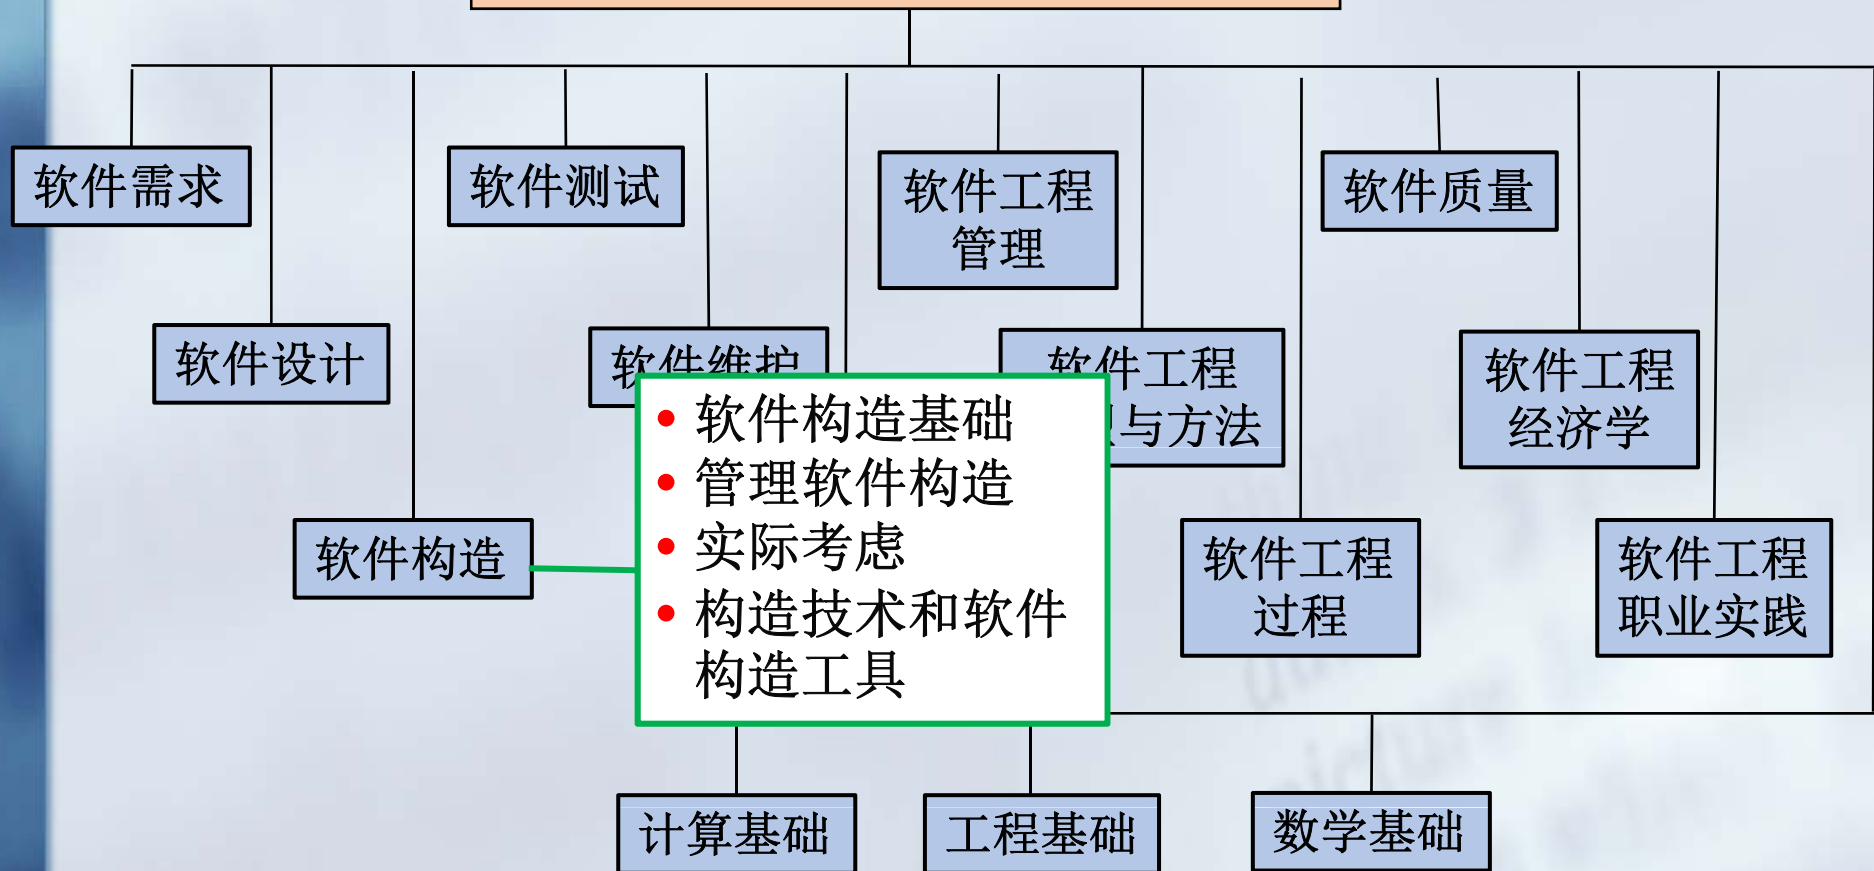 软件需求
软件测试
软件工程
管理
软件质量
软件设计
软件维护
软件工程
与方法
软件工程
经济学
软件构造
• 软件构造基础
• 管理软件构造
• 实际考虑
• 构造技术和软件
构造工具
软件工程
过程
软件工程
职业实践
计算基础
工程基础
数学基础